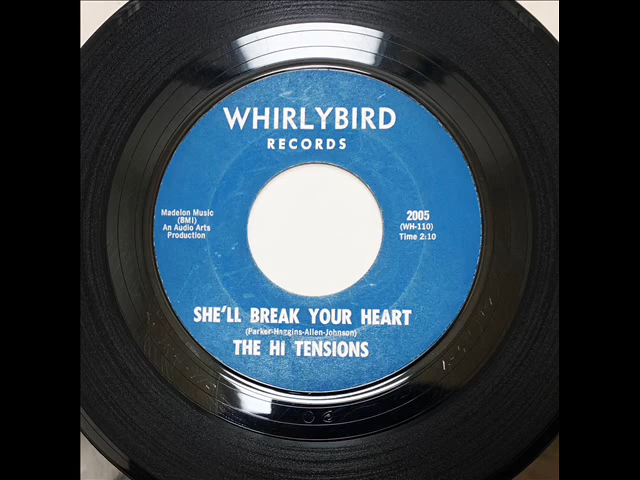 WHIRLYBIRD
RECORDS
Madelon Music
(BMI)
An Audio Arts
Production
2005
(WH-110)
Time 2:10
SHE'LL BREAK YOUR HEART
(Parker-Haggins-Allen-Johnson)
THE HI TENSIONS